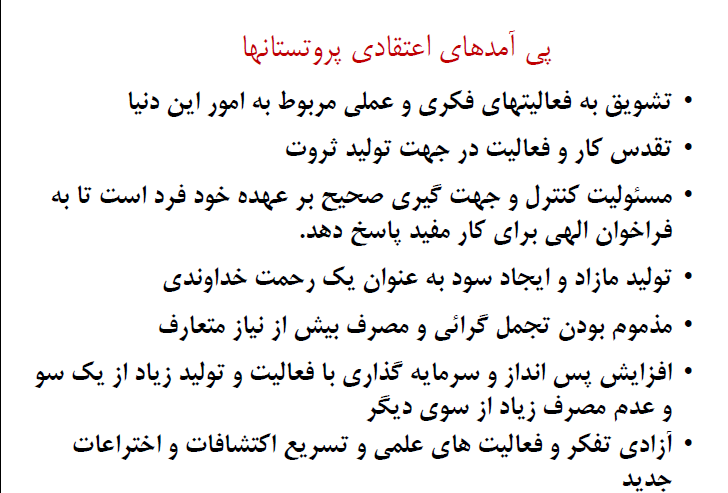 پی آمدهای اعتقادی پروتستانها
• تشویق به فعالیتهای فکری و عملی مربوط به امور این دنیا
• تقدس کار و فعالیت در جهت تولید ثروت
• مسئولیت کنترل و جهت گیری صحیح بر عهده خود فرد است تا به
فراخوان الهی برای کار مفید پاسخ دهد.
• تولید مازاد و ایجاد سود به عنوان یک رحمت خداوندی
• مذموم بودن تجمل گرائی و مصرف بیش از نیاز متعارف
• افزایش پس انداز و سرمایه گذاری با فعالیت و تولید زیاد از یک سو
و عدم مصرف زیاد از سوی دیگر
• آزادی تفکر و فعالیت های علمی و تسریع اکتشافات و اختراعات
جدید